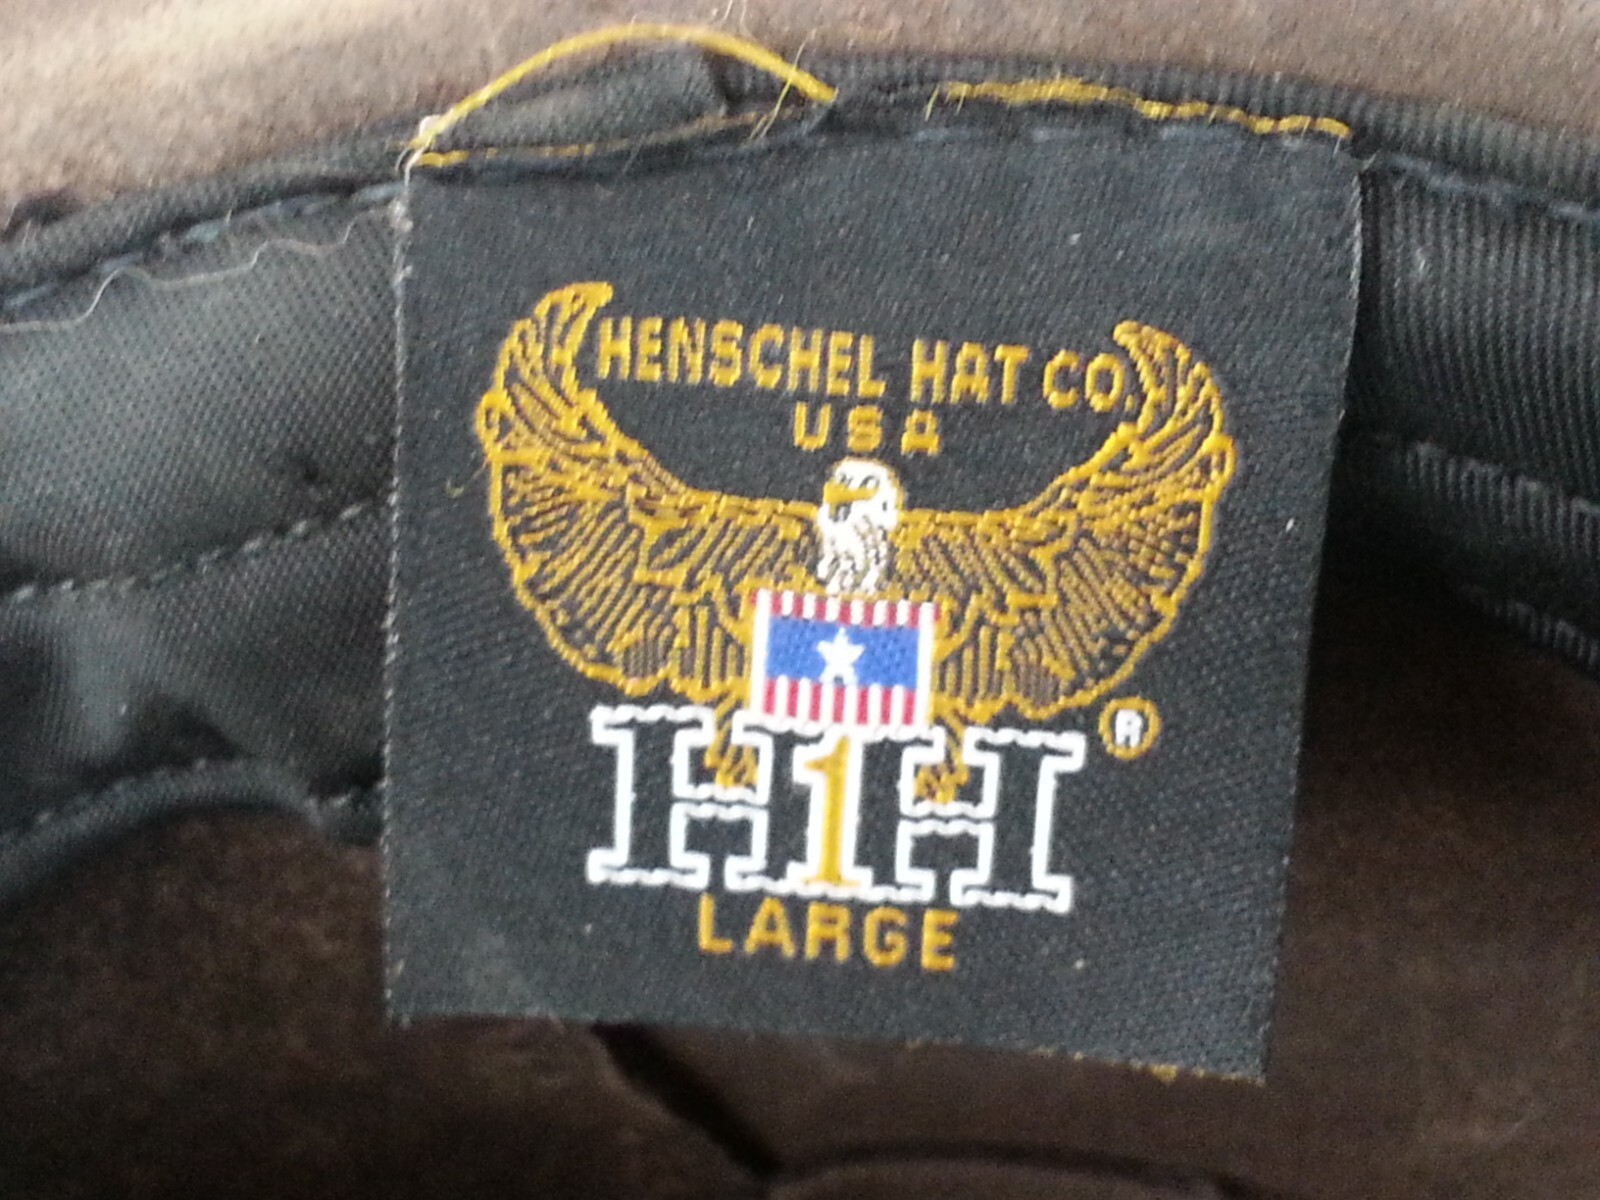 HENSCHEL HAT CO.
USA
H1H ®
LARGE